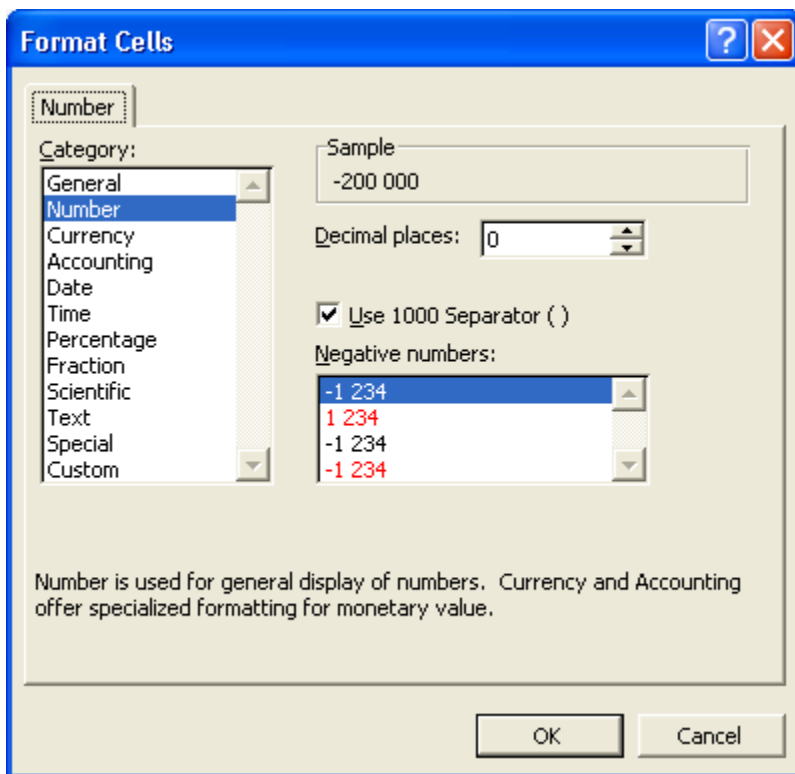 Format Cells
Number
Category:
General
Number
Currency
Accounting
Date
Time
Percentage
Fraction
Scientific
Text
Special
Custom
Sample
-200 000
Decimal places: 0
Use 1000 Separator ( )
Negative numbers:
-1 234
1 234
-1 234
-1 234
Number is used for general display of numbers.  Currency and Accounting
offer specialized formatting for monetary value.
OK
Cancel